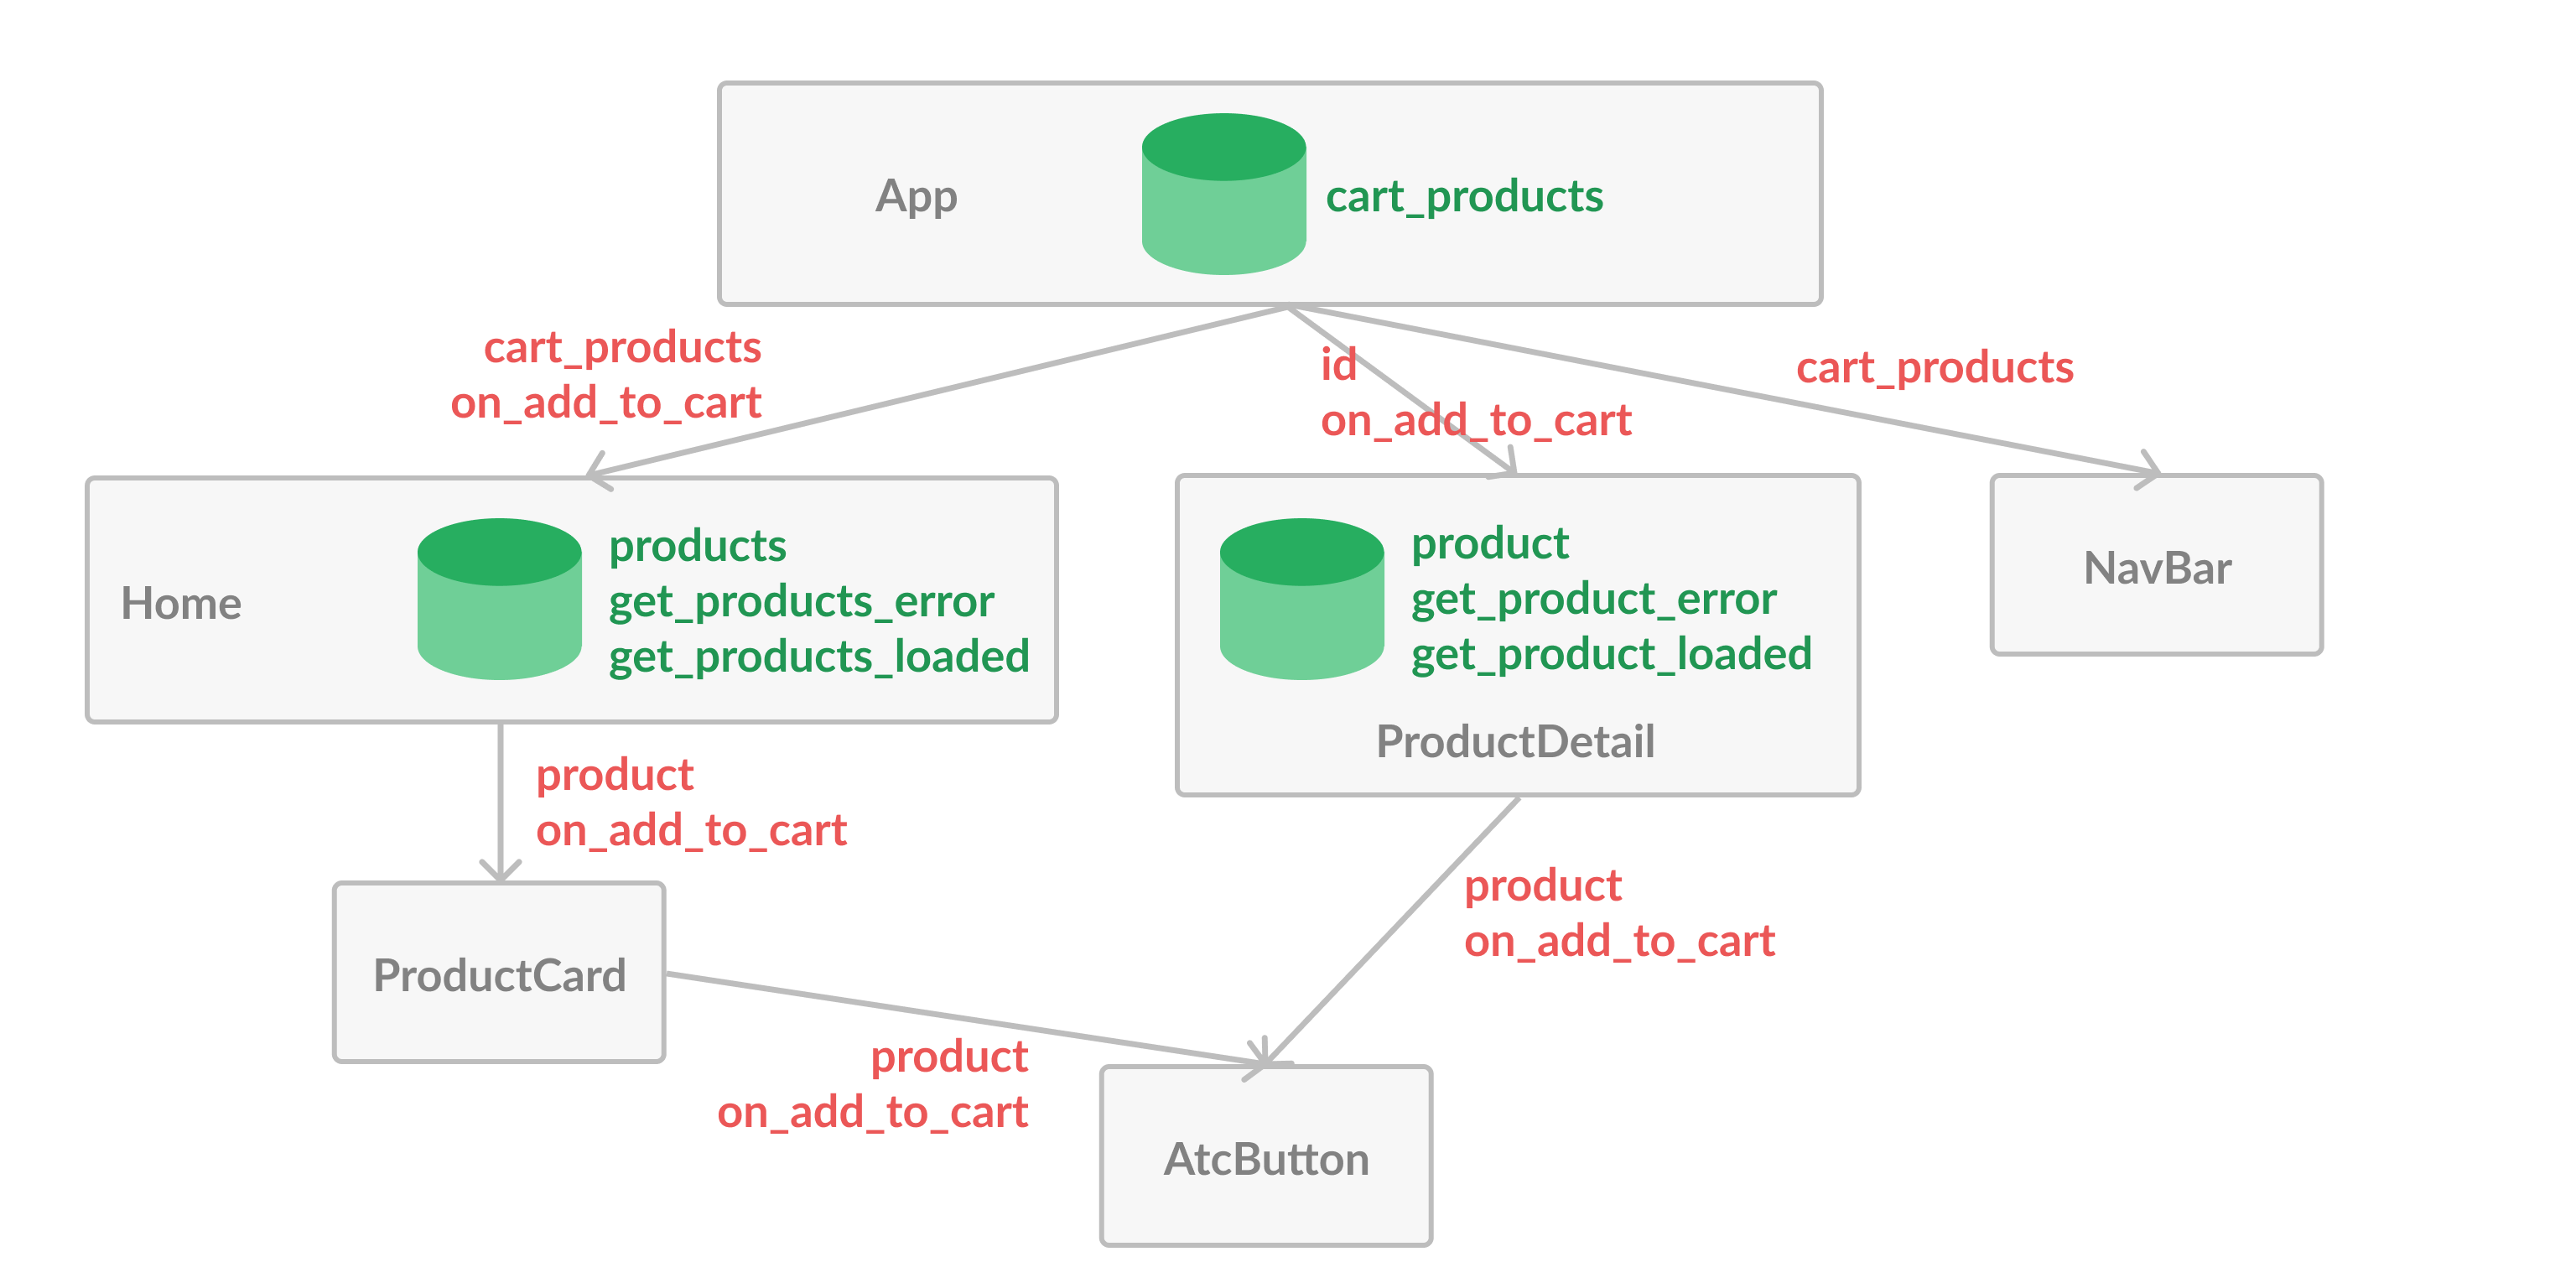 App
cart_products
cart_products
on_add_to_cart
id
on_add_to_cart
cart_products
Home
products
get_products_error
get_products_loaded
product
get_product_error
get_product_loaded
ProductDetail
NavBar
product
on_add_to_cart
product
on_add_to_cart
ProductCard
product
on_add_to_cart
AtcButton